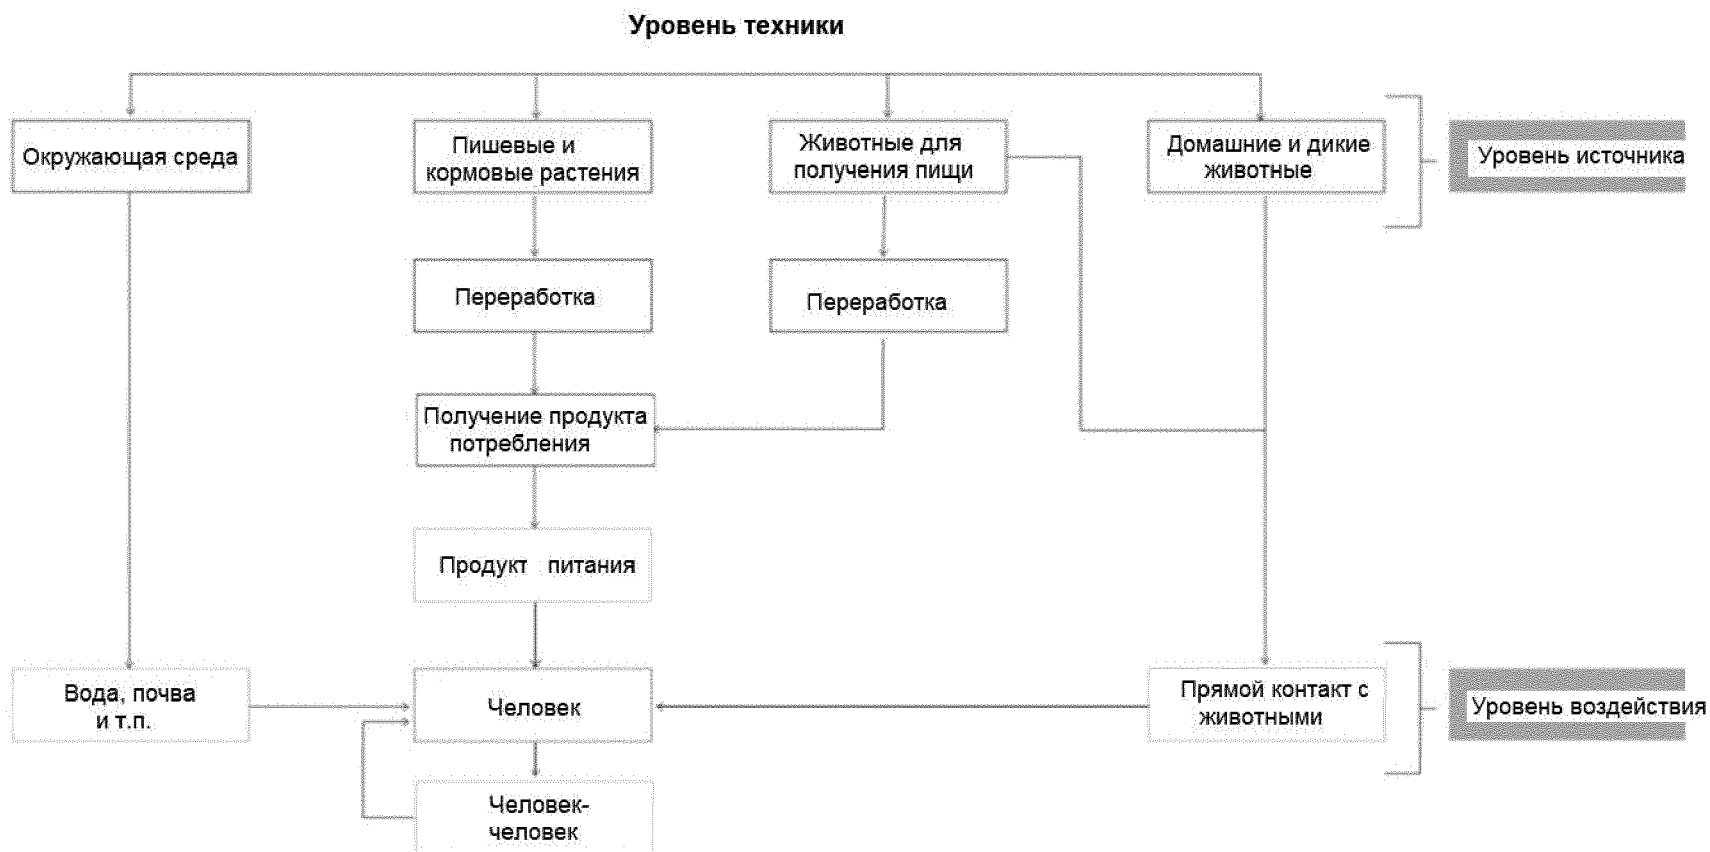 Уровень техники
Окружающая среда
Пишевые и
кормовые растения
Животные для
получения пищи
Домашние и дикие
животные
Уровень источника
Переработка
Переработка
Получение продукта
потребления
Продукт питания
Вода, почва
и т.п.
Человек
Прямой контакт с
животными
Уровень воздействия
Человек-
человек